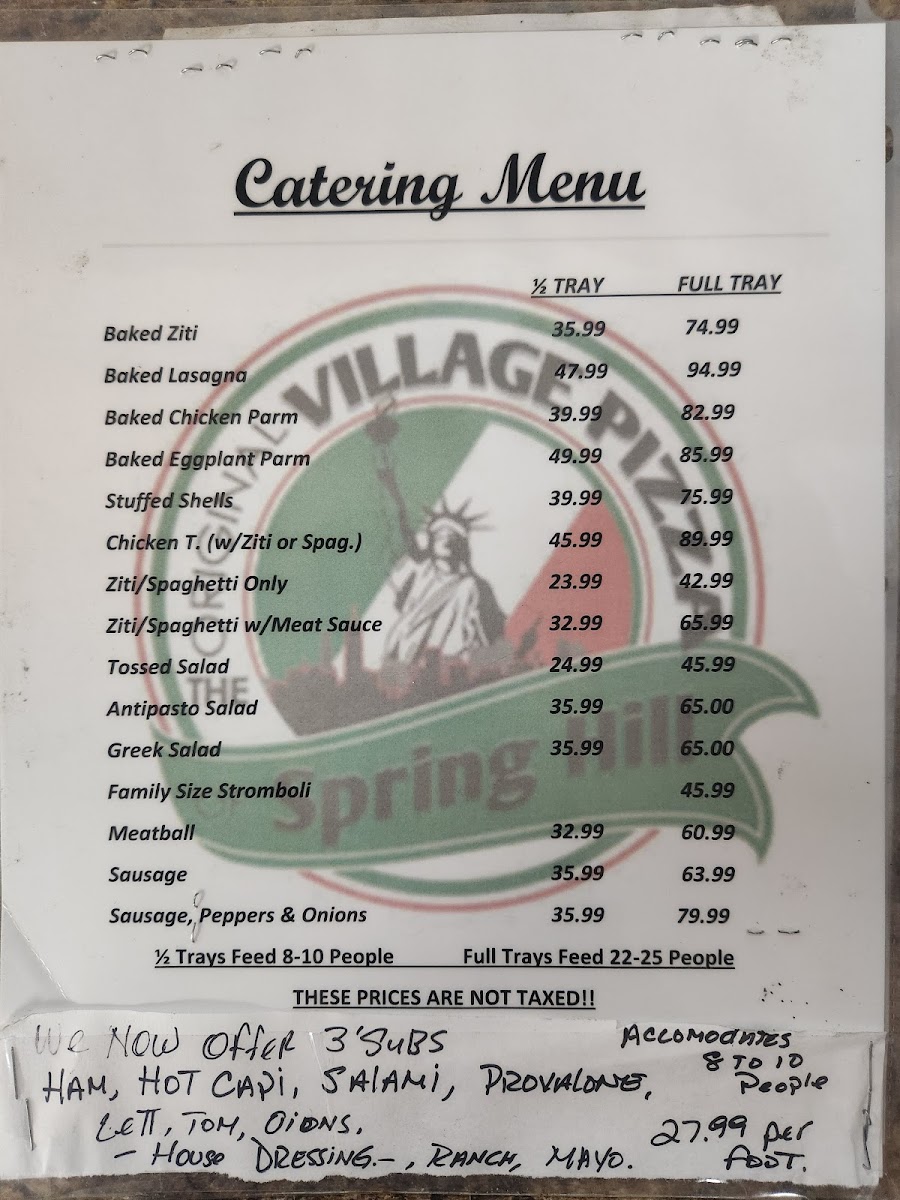 Catering Menu
½ TRAY FULL TRAY
Baked Ziti 35.99 74.99
Baked Lasagna 47.99 94.99
Baked Chicken Parm 39.99 82.99
Baked Eggplant Parm 49.99 85.99
Stuffed Shells 39.99 75.99
Chicken T. (w/Ziti or Spag.) 45.99 89.99
Ziti/Spaghetti Only 23.99 42.99
Ziti/Spaghetti w/Meat Sauce 32.99 65.99
Tossed Salad 24.99 45.99
Antipasto Salad 35.99 65.00
Greek Salad 35.99 65.00
Family Size Stromboli 45.99
Meatball 32.99 60.99
Sausage 35.99 63.99
Sausage, Peppers & Onions 35.99 79.99
½ Trays Feed 8-10 People Full Trays Feed 22-25 People
THESE PRICES ARE NOT TAXED!!
THE ORIGINAL VILLAGE PIZZA
Spring Hill
We NOW OFFER 3' SUBS
HAM, HOT CAPI, SALAMI, PROVALONE,
LETT, TOM, OIONS.
- HOUSE DRESSING.-, RANCH, MAYO.
ACCOMODATES
8 TO 10
People
27.99 per
FOOT.